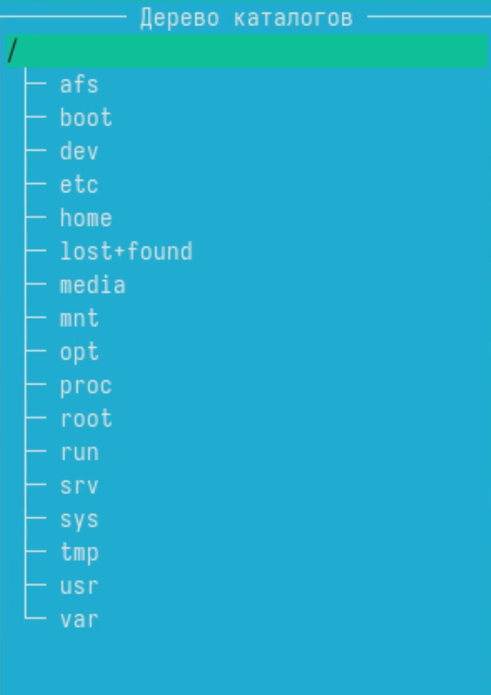 Дерево каталогов
/
afs
boot
dev
etc
home
lost+found
media
mnt
opt
proc
root
run
srv
sys
tmp
usr
var